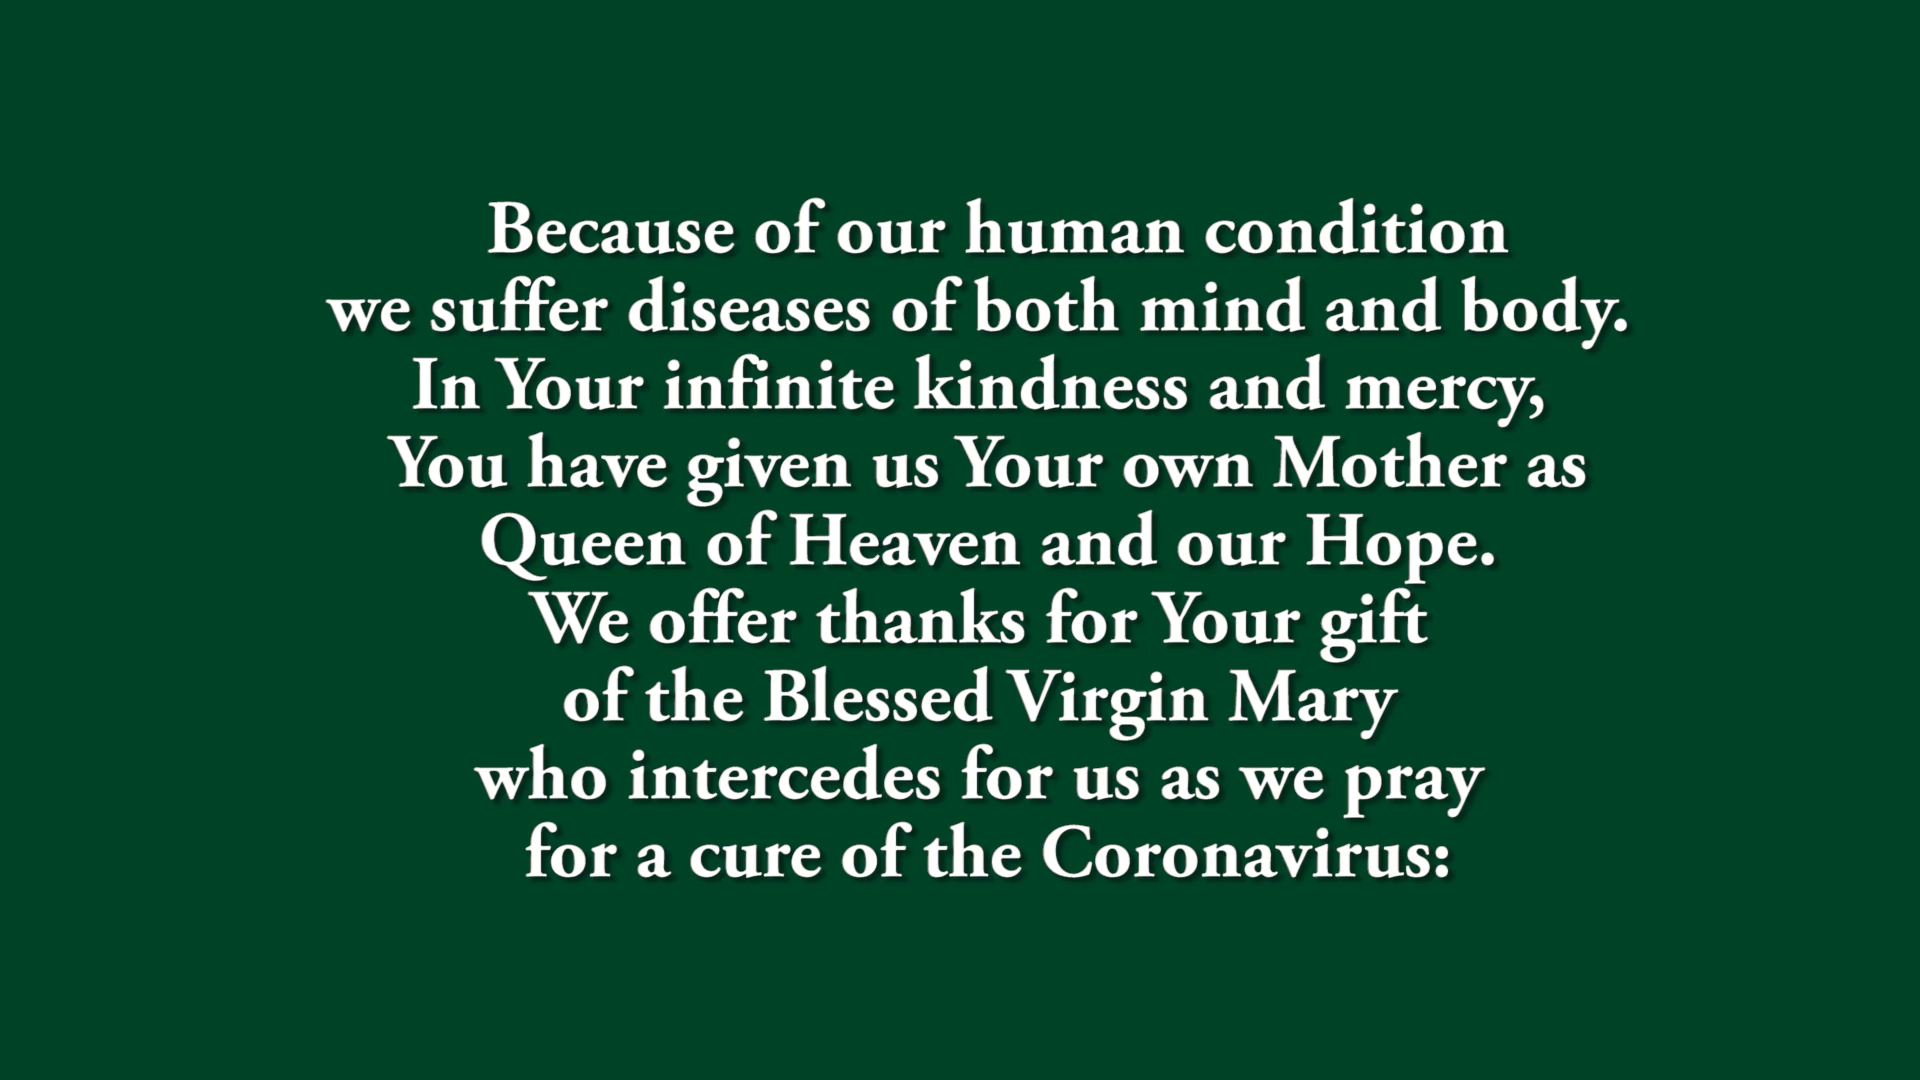 Because of our human condition
we suffer diseases of both mind and body.
In Your infinite kindness and mercy,
You have given us Your own Mother as
Queen of Heaven and our Hope.
We offer thanks for Your gift
of the Blessed Virgin Mary
who intercedes for us as we pray
for a cure of the Coronavirus: